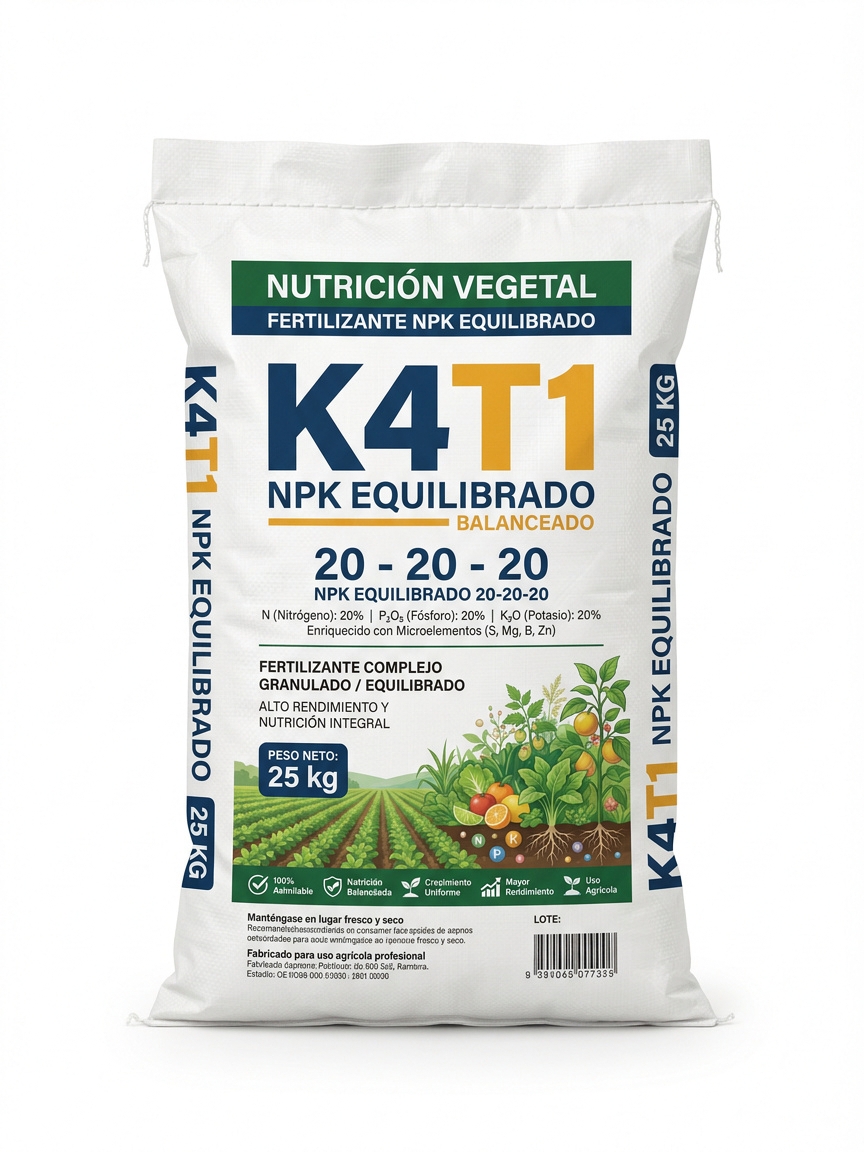 NUTRICIÓN VEGETAL
FERTILIZANTE NPK EQUILIBRADO
K4T1
NPK EQUILIBRADO
BALANCEADO
20 - 20 - 20
NPK EQUILIBRADO 20-20-20
N (Nitrógeno): 20% | P₂O₅ (Fósforo): 20% | K₂O (Potasio): 20%
Enriquecido con Microelementos (S, Mg, B, Zn)
FERTILIZANTE COMPLEJO
GRANULADO / EQUILIBRADO
ALTO RENDIMIENTO Y
NUTRICIÓN INTEGRAL
PESO NETO:
25 kg
N P K
100%
Nutrición
Uniforme
Mayor
Rendimiento
Uso
Agrícola
Manténgase en lugar fresco y seco
fresco y seco.
Fabricado para uso agrícola profesional
LOTE:
K4T1 NPK EQUILIBRADO 25 KG
K4T1 NPK EQUILIBRADO 25 KG